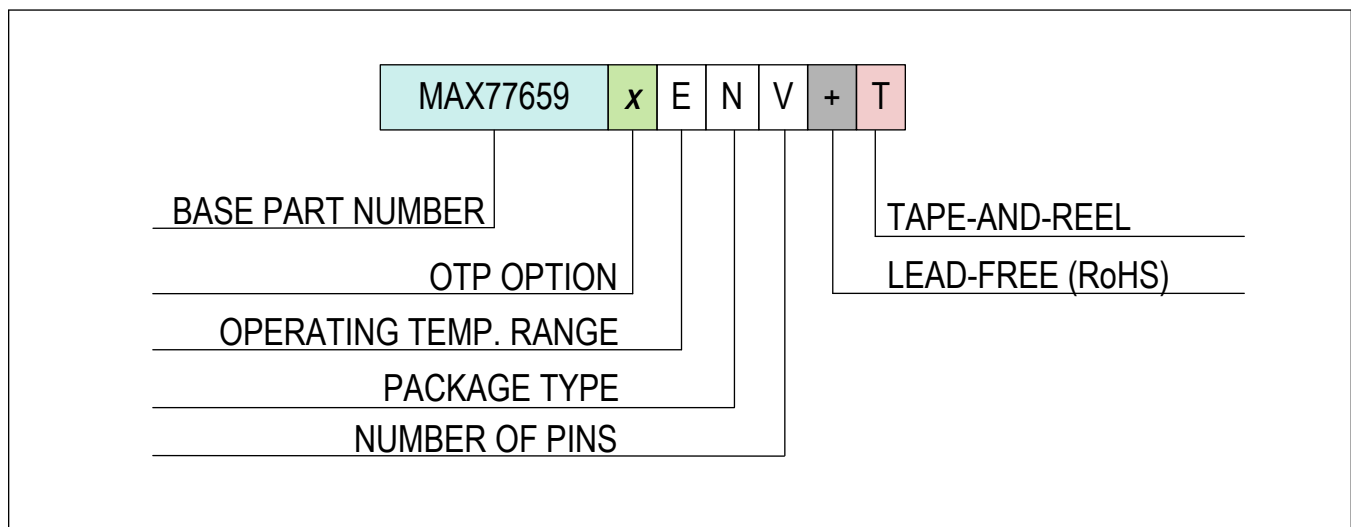 MAX77659 x E N V + T
BASE PART NUMBER
TAPE-AND-REEL
OTP OPTION
LEAD-FREE (RoHS)
OPERATING TEMP. RANGE
PACKAGE TYPE
NUMBER OF PINS